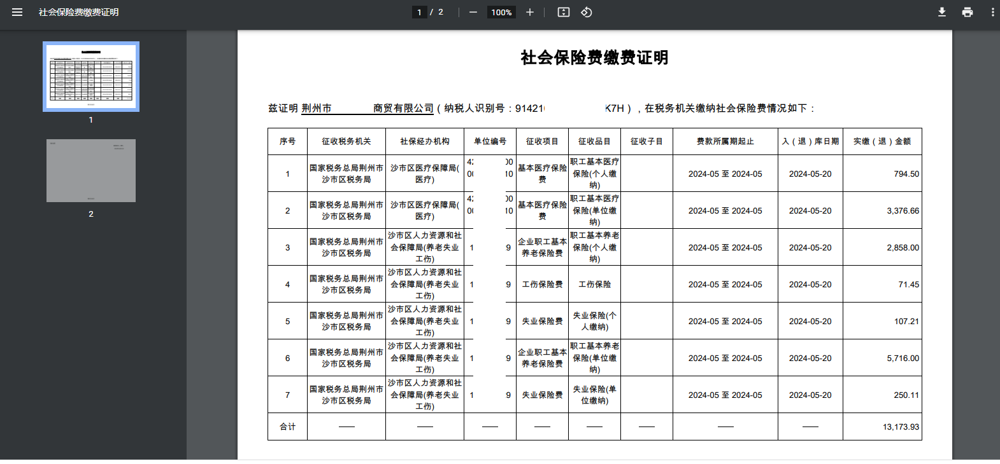 社会保险费缴费证明
1 / 2
100%
1
2
社会保险费缴费证明
兹证明 荆州市 商贸有限公司（纳税人识别号：91421 K7H），在税务机关缴纳社会保险费情况如下：
序号 征收税务机关 社保经办机构 单位编号 征收项目 征收品目 征收子目 费款所属期起止 入（退）库日期 实缴（退）金额
1 国家税务总局荆州市沙市区税务局 沙市区医疗保障局(医疗) 基本医疗保险费 职工基本医疗保险(个人缴纳) 2024-05 至 2024-05 2024-05-20 794.50
2 国家税务总局荆州市沙市区税务局 沙市区医疗保障局(医疗) 基本医疗保险费 职工基本医疗保险(单位缴纳) 2024-05 至 2024-05 2024-05-20 3,376.66
3 国家税务总局荆州市沙市区税务局 沙市区人力资源和社会保障局(养老失业工伤) 1 9 企业职工基本养老保险费 职工基本养老保险(个人缴纳) 2024-05 至 2024-05 2024-05-20 2,858.00
4 国家税务总局荆州市沙市区税务局 沙市区人力资源和社会保障局(养老失业工伤) 1 9 工伤保险费 工伤保险 2024-05 至 2024-05 2024-05-20 71.45
5 国家税务总局荆州市沙市区税务局 沙市区人力资源和社会保障局(养老失业工伤) 1 9 失业保险费 失业保险(个人缴纳) 2024-05 至 2024-05 2024-05-20 107.21
6 国家税务总局荆州市沙市区税务局 沙市区人力资源和社会保障局(养老失业工伤) 1 9 企业职工基本养老保险费 职工基本养老保险(单位缴纳) 2024-05 至 2024-05 2024-05-20 5,716.00
7 国家税务总局荆州市沙市区税务局 沙市区人力资源和社会保障局(养老失业工伤) 1 9 失业保险费 失业保险(单位缴纳) 2024-05 至 2024-05 2024-05-20 250.11
合计 —— —— —— —— —— —— —— —— 13,173.93